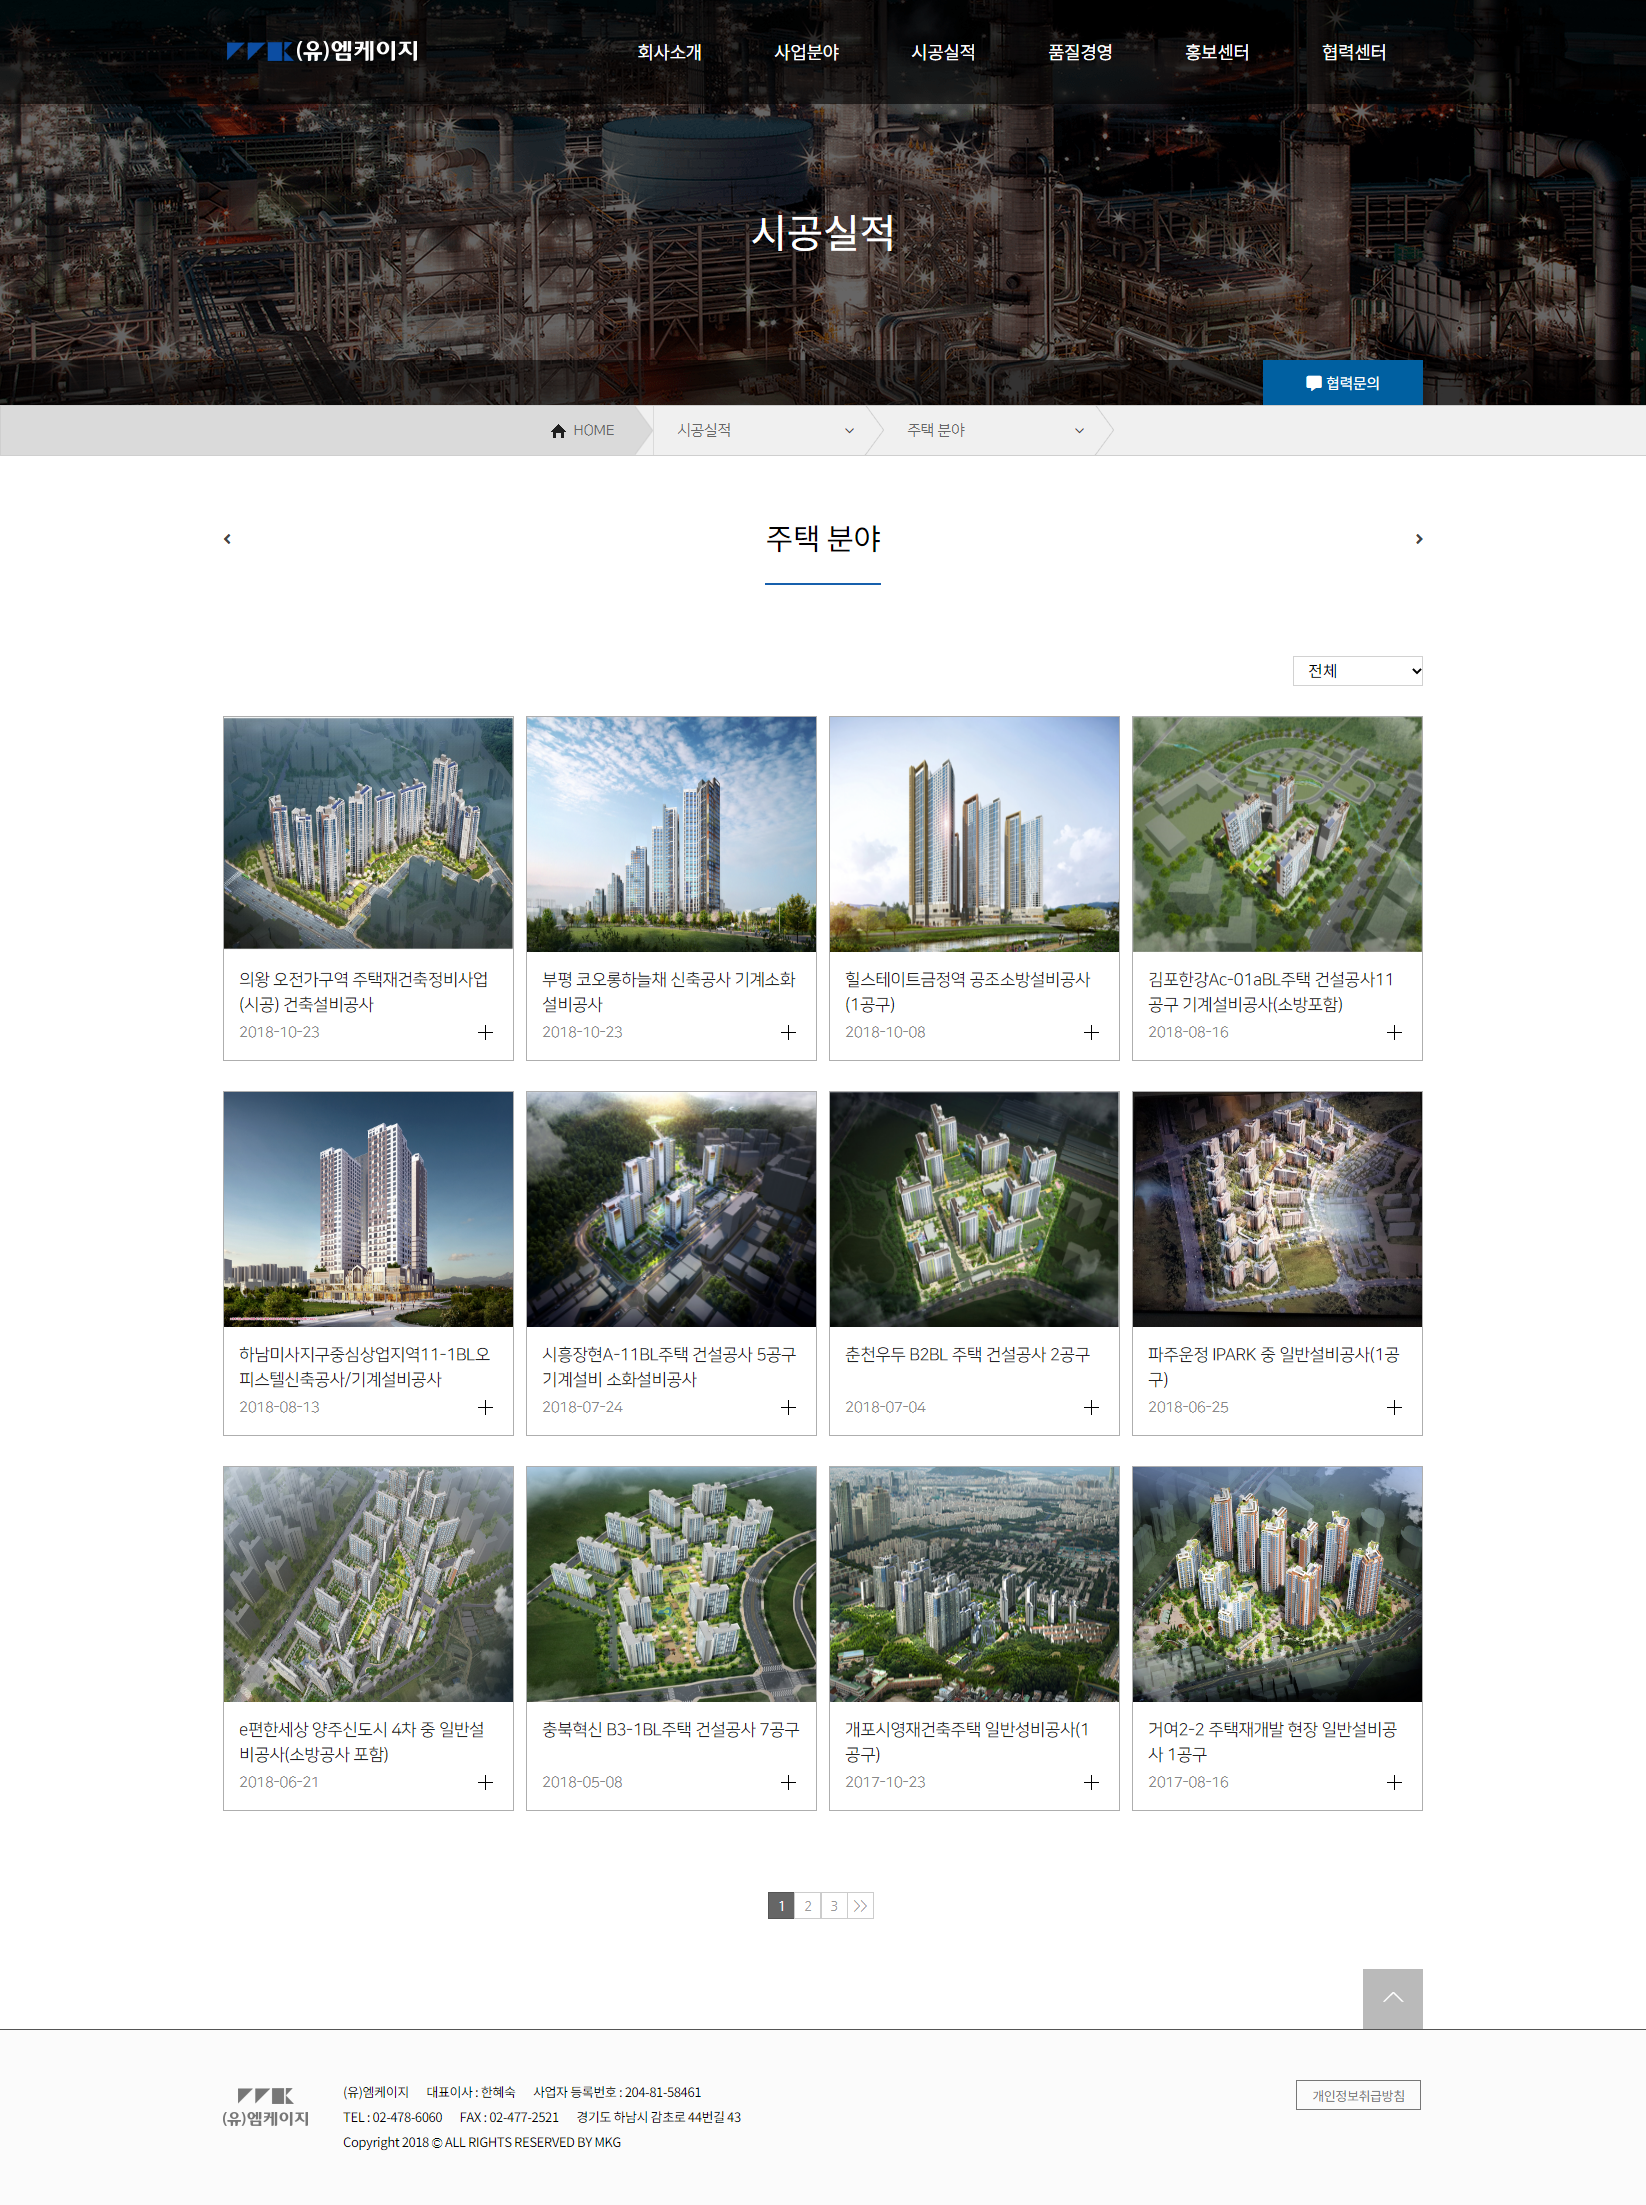 (유)엠케이지
회사소개 사업분야 시공실적 품질경영 홍보센터 협력센터
시공실적
협력문의
HOME 시공실적 주택 분야
주택 분야
전체
의왕 오전가구역 주택재건축정비사업
(시공) 건축설비공사
2018-10-23
부평 코오롱하늘채 신축공사 기계소화
설비공사
2018-10-23
힐스테이트금정역 공조소방설비공사
(1공구)
2018-10-08
김포한강Ac-01aBL주택 건설공사11
공구 기계설비공사(소방포함)
2018-08-16
하남미사지구중심상업지역11-1BL오
피스텔신축공사/기계설비공사
2018-08-13
시흥장현A-11BL주택 건설공사 5공구
기계설비 소화설비공사
2018-07-24
춘천우두 B2BL 주택 건설공사 2공구
2018-07-04
파주운정 IPARK 중 일반설비공사(1공
구)
2018-06-25
e편한세상 양주신도시 4차 중 일반설
비공사(소방공사 포함)
2018-06-21
충북혁신 B3-1BL주택 건설공사 7공구
2018-05-08
개포시영재건축주택 일반성비공사(1
공구)
2017-10-23
거여2-2 주택재개발 현장 일반설비공
사 1공구
2017-08-16
1 2 3 >>
(유)엠케이지
(유)엠케이지 대표이사 : 한혜숙 사업자 등록번호 : 204-81-58461
TEL : 02-478-6060 FAX : 02-477-2521 경기도 하남시 감초로 44번길 43
Copyright 2018 © ALL RIGHTS RESERVED BY MKG
개인정보취급방침